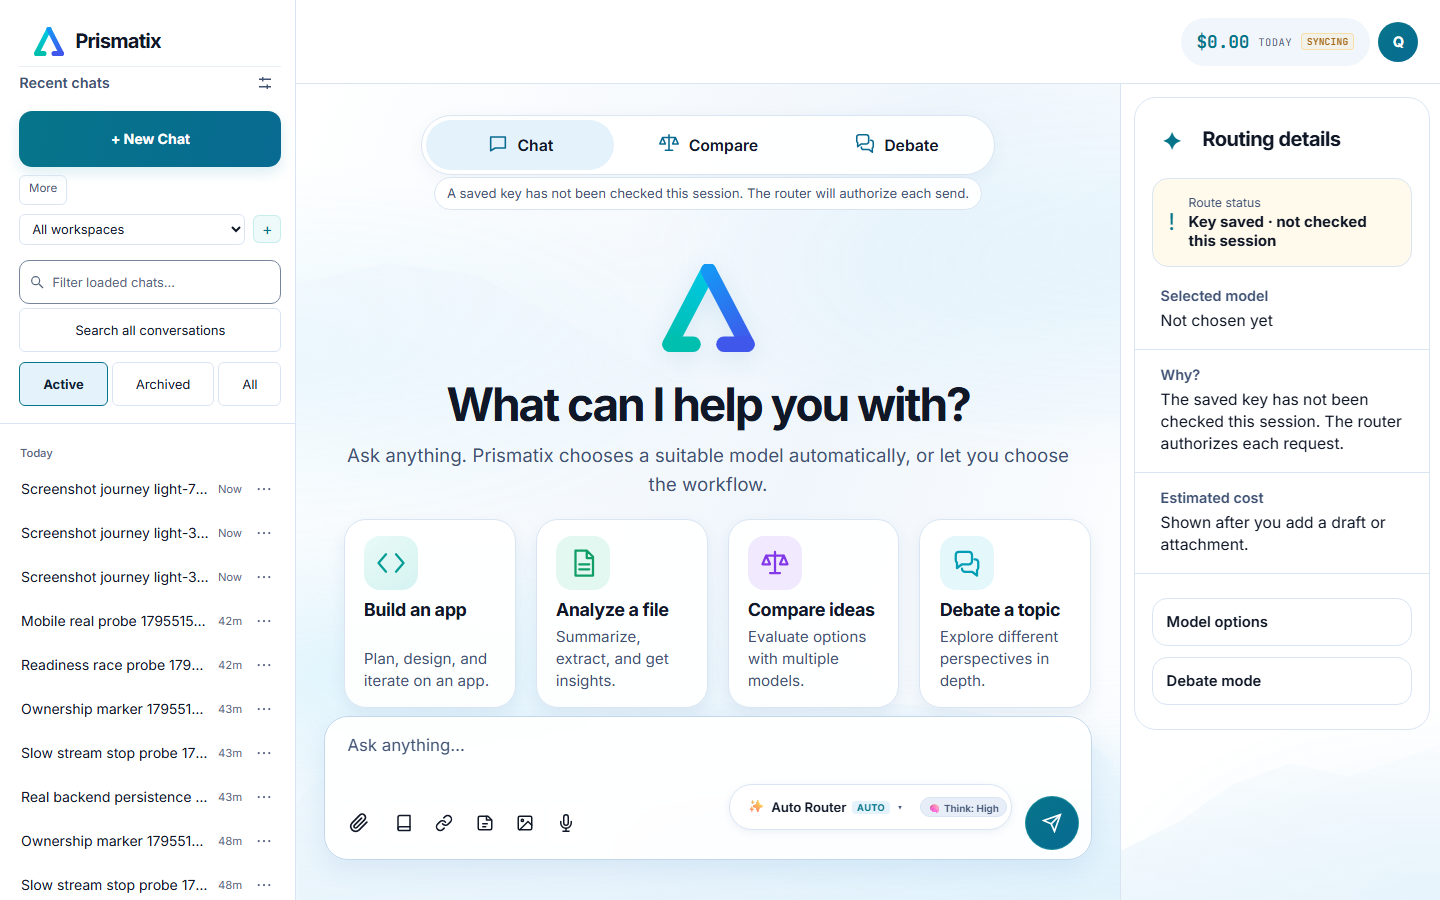 Prismatix
Recent chats
+ New Chat
More
All workspaces
+
Filter loaded chats...
Search all conversations
Active
Archived
All
Today
Screenshot journey light-7... Now
Screenshot journey light-3... Now
Screenshot journey light-3... Now
Mobile real probe 1795515... 42m
Readiness race probe 179... 42m
Ownership marker 179551... 43m
Slow stream stop probe 17... 43m
Real backend persistence ... 43m
Ownership marker 179551... 48m
Slow stream stop probe 17... 48m
$0.00 TODAY SYNCING
Q
Chat
Compare
Debate
A saved key has not been checked this session. The router will authorize each send.
What can I help you with?
Ask anything. Prismatix chooses a suitable model automatically, or let you choose
the workflow.
Build an app
Plan, design, and
iterate on an app.
Analyze a file
Summarize,
extract, and get
insights.
Compare ideas
Evaluate options
with multiple
models.
Debate a topic
Explore different
perspectives in
depth.
Ask anything...
Auto Router AUTO
Think: High
Routing details
Route status
! Key saved · not checked
this session
Selected model
Not chosen yet
Why?
The saved key has not been
checked this session. The router
authorizes each request.
Estimated cost
Shown after you add a draft or
attachment.
Model options
Debate mode